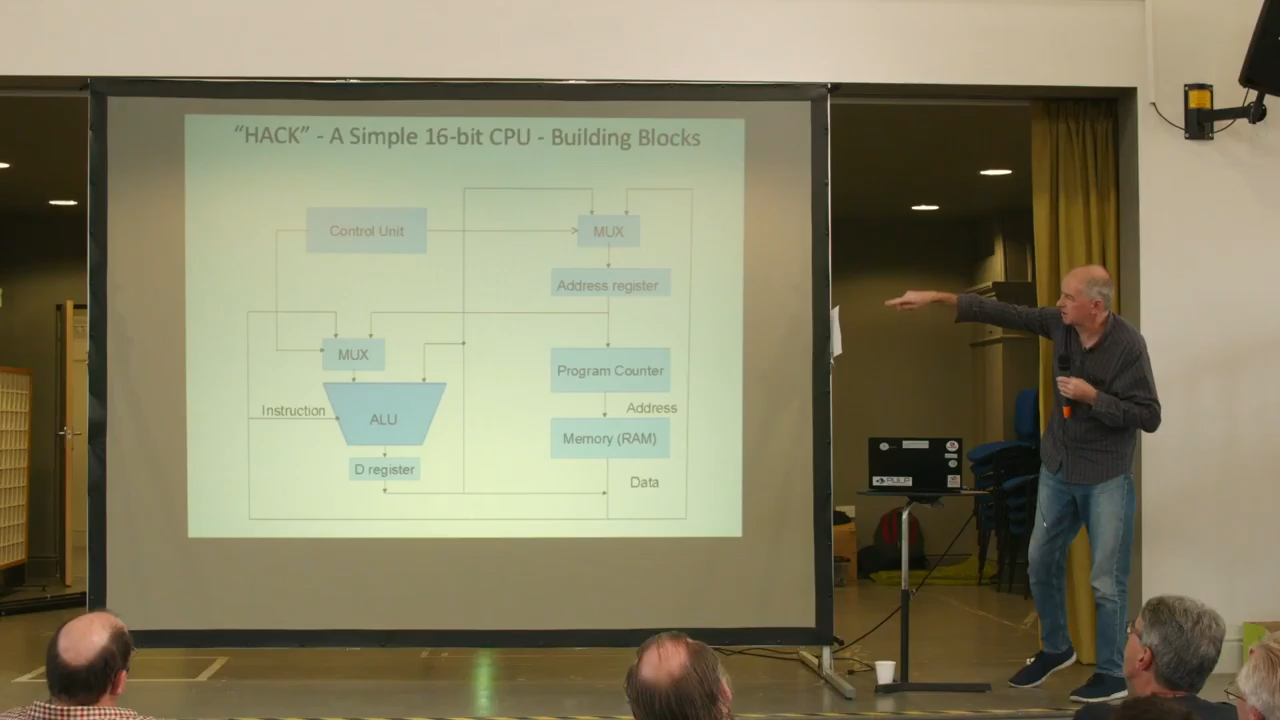 "HACK" - A Simple 16-bit CPU - Building Blocks
Control Unit
MUX
Address register
MUX
Program Counter
Instruction
ALU
Address
Memory (RAM)
D register
Data
PULP